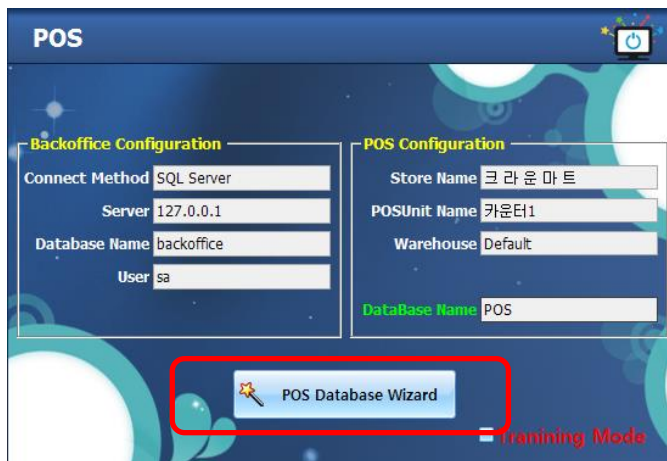 POS
Backoffice Configuration
Connect Method SQL Server
Server 127.0.0.1
Database Name backoffice
User sa
POS Configuration
Store Name 크 라 운 마 트
POSUnit Name 카운터1
Warehouse Default
DataBase Name POS
POS Database Wizard
Tranining Mode